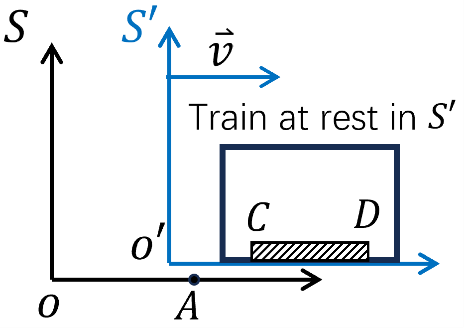 S S′ v⃗
Train at rest in S′
C D
o′
o A